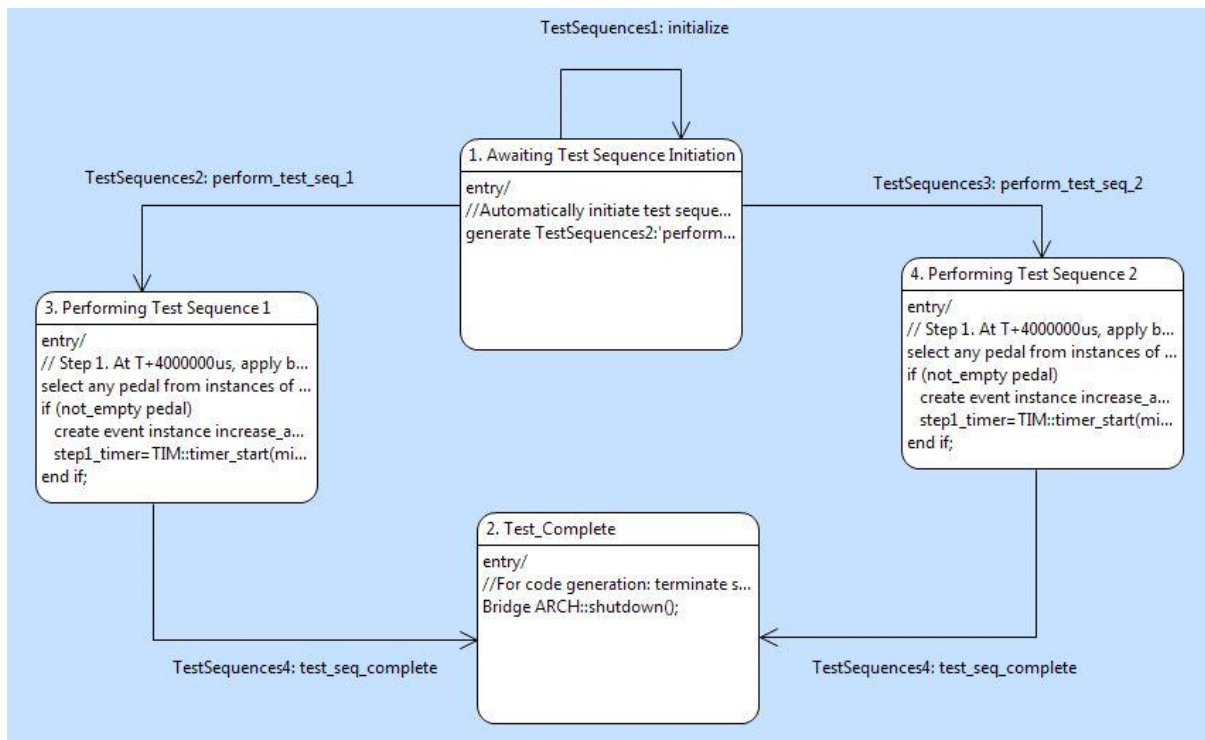 TestSequences1: initialize
1. Awaiting Test Sequence Initiation
entry/
//Automatically initiate test seque...
generate TestSequences2:'perform...
TestSequences2: perform_test_seq_1
TestSequences3: perform_test_seq_2
3. Performing Test Sequence 1
entry/
// Step 1. At T+4000000us, apply b...
select any pedal from instances of ...
if (not_empty pedal)
create event instance increase_a...
step1_timer=TIM::timer_start(mi...
end if;
4. Performing Test Sequence 2
entry/
// Step 1. At T+4000000us, apply b...
select any pedal from instances of ...
if (not_empty pedal)
create event instance increase_a...
step1_timer=TIM::timer_start(mi...
end if;
2. Test_Complete
entry/
//For code generation: terminate s...
Bridge ARCH::shutdown();
TestSequences4: test_seq_complete
TestSequences4: test_seq_complete